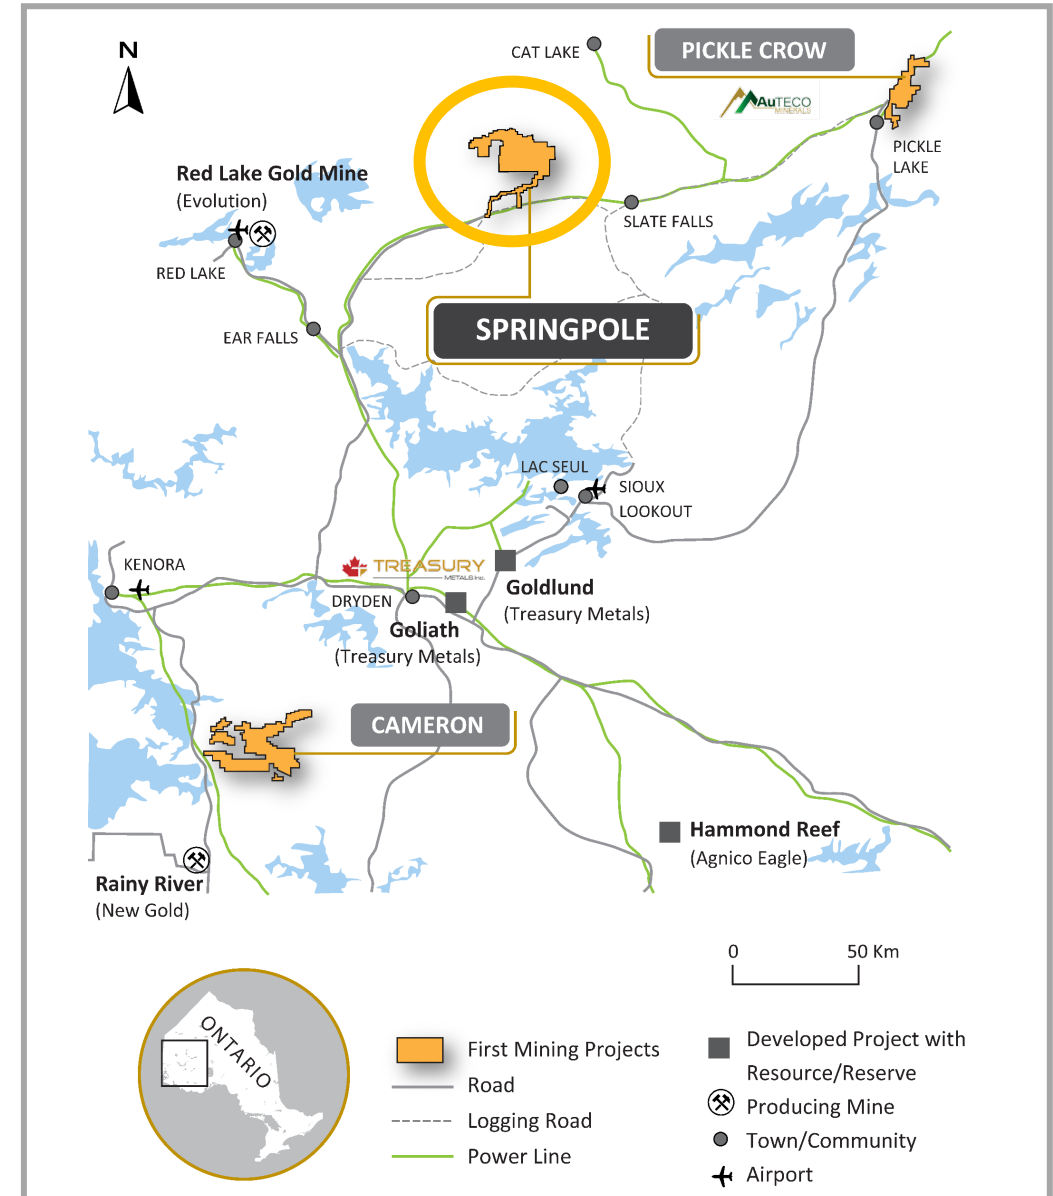 N
CAT LAKE
PICKLE CROW
AuTECO
MINERALS
PICKLE
LAKE
Red Lake Gold Mine
(Evolution)
SLATE FALLS
RED LAKE
SPRINGPOLE
EAR FALLS
LAC SEUL
SIOUX
LOOKOUT
KENORA
TREASURY
METALS Inc.
Goldlund
(Treasury Metals)
DRYDEN
Goliath
(Treasury Metals)
CAMERON
Hammond Reef
(Agnico Eagle)
Rainy River
(New Gold)
0 50 Km
ONTARIO
First Mining Projects
Road
Logging Road
Power Line
Developed Project with
Resource/Reserve
Producing Mine
Town/Community
Airport